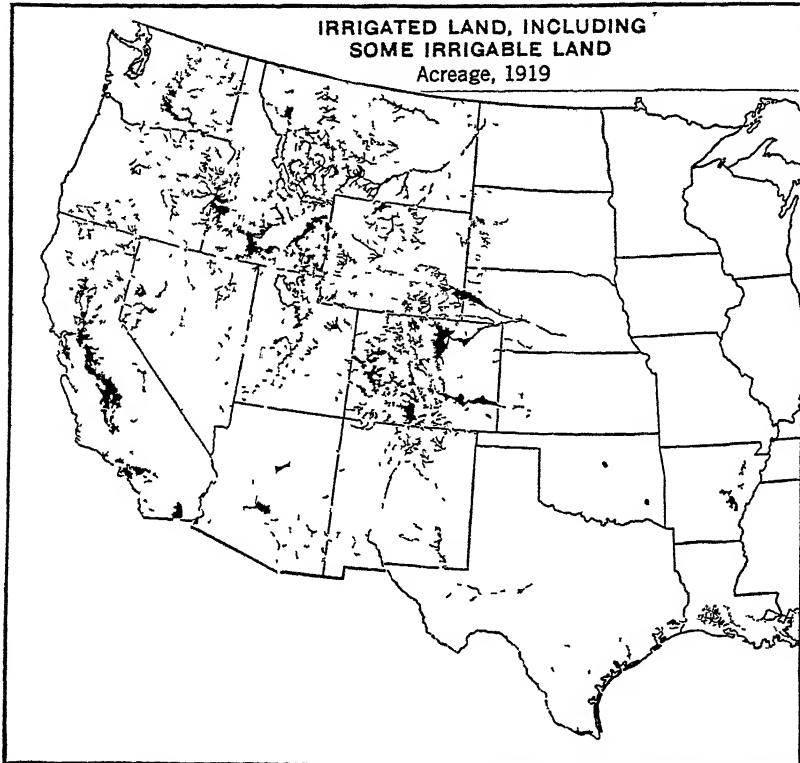 IRRIGATED LAND, INCLUDING
SOME IRRIGABLE LAND
Acreage, 1919